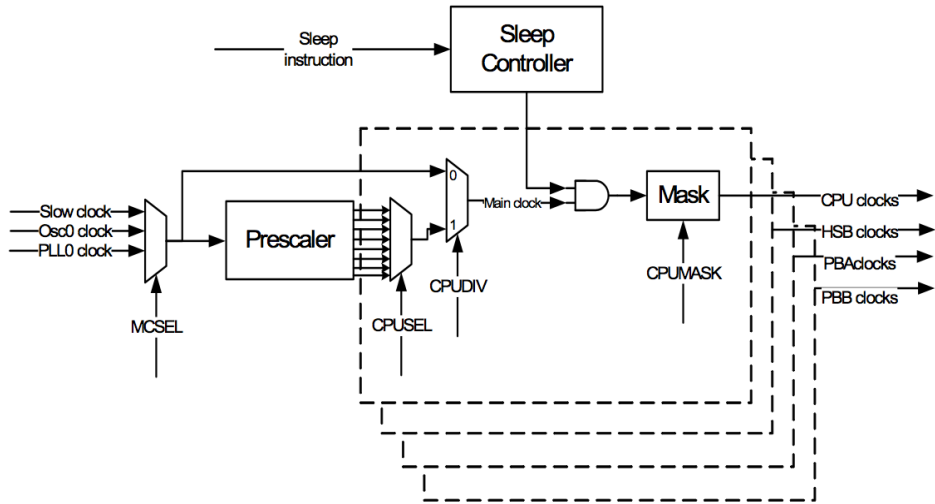 Sleep
instruction
Sleep
Controller
Slow clock
Osc0 clock
PLL0 clock
MCSEL
Prescaler
CPUSEL
0
1
CPUDIV
Main clock
Mask
CPUMASK
CPU clocks
HSB clocks
PBAclocks
PBB clocks